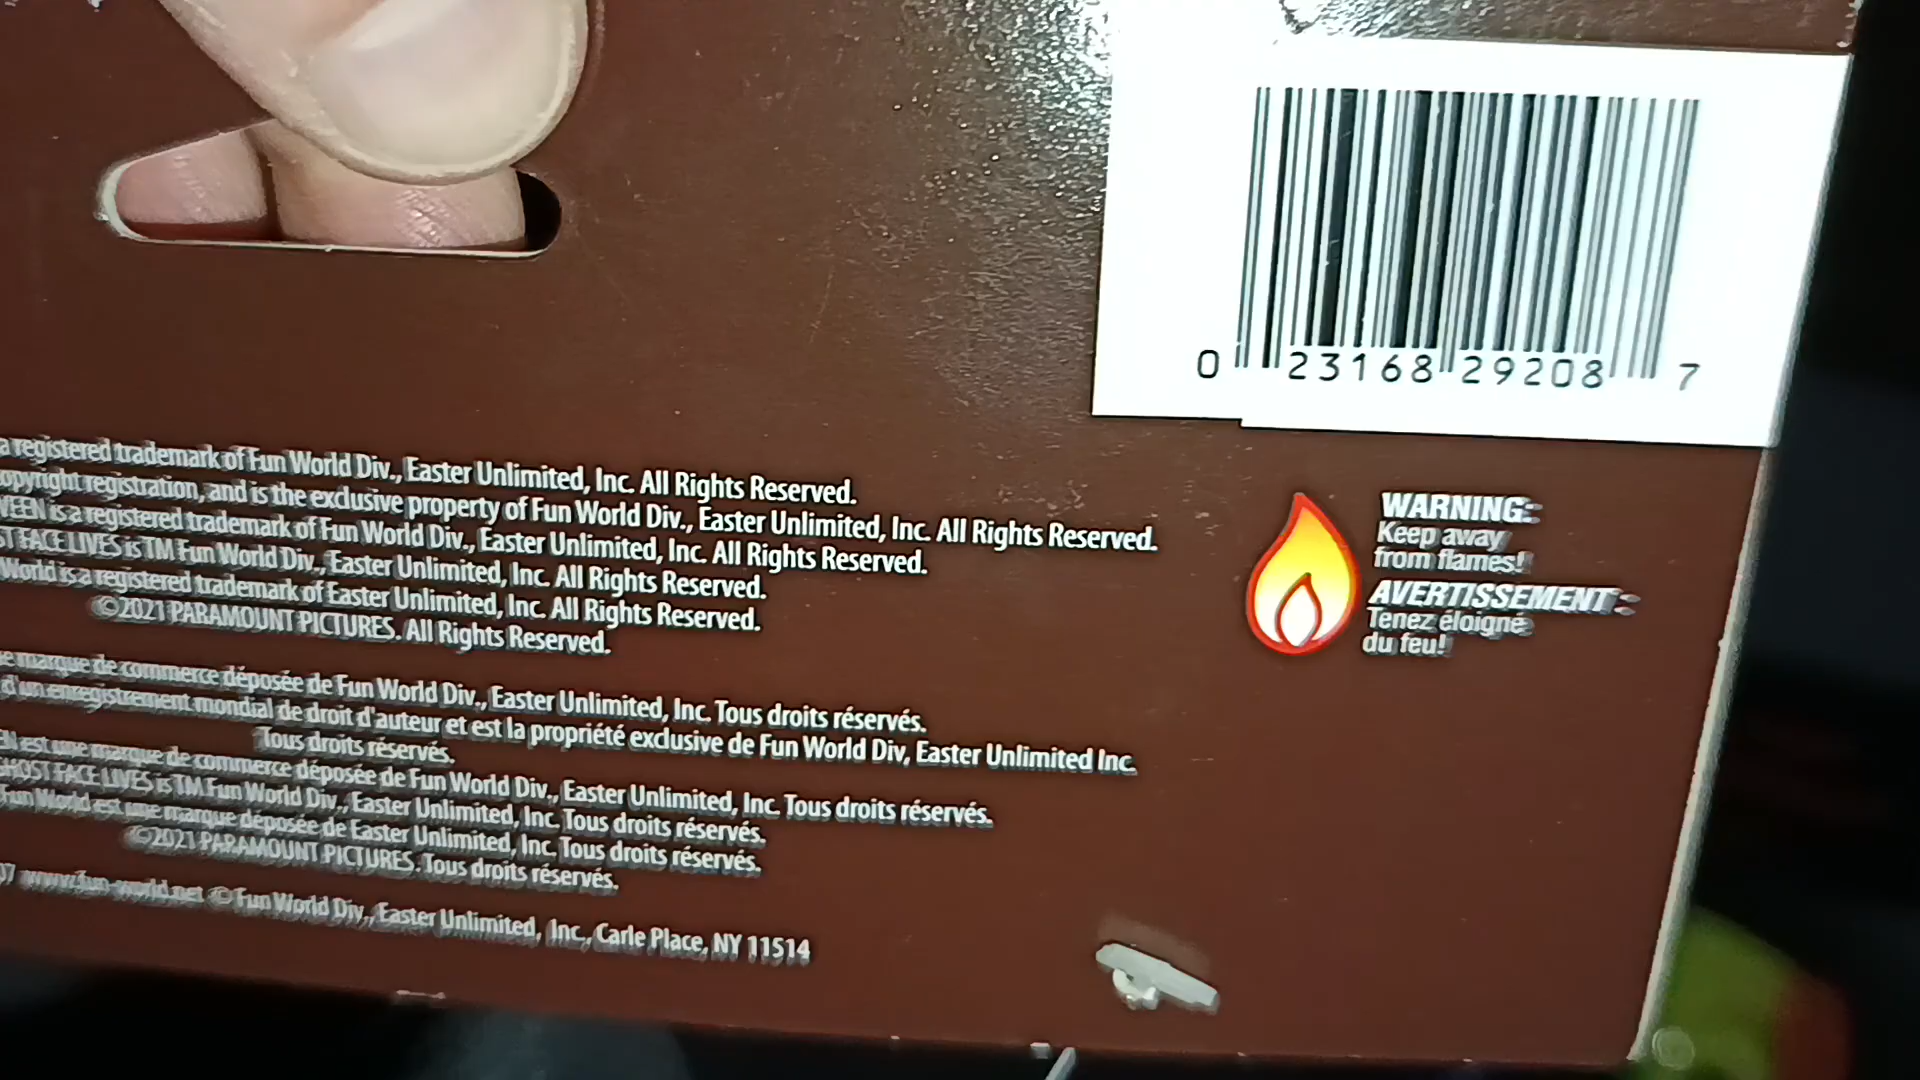 0 23168 29208 7
a registered trademark of Fun World Div., Easter Unlimited, Inc. All Rights Reserved.
opyright registration, and is the exclusive property of Fun World Div., Easter Unlimited, Inc. All Rights Reserved.
VEEN is a registered trademark of Fun World Div., Easter Unlimited, Inc. All Rights Reserved.
ST FACE LIVES is TM Fun World Div., Easter Unlimited, Inc. All Rights Reserved.
World is a registered trademark of Easter Unlimited, Inc. All Rights Reserved.
©2021 PARAMOUNT PICTURES. All Rights Reserved.
WARNING:
Keep away
from flames!
AVERTISSEMENT:
Tenez éloigné
du feu!
e marque de commerce déposée de Fun World Div., Easter Unlimited, Inc. Tous droits réservés.
d'un enregistrement mondial de droit d'auteur et est la propriété exclusive de Fun World Div, Easter Unlimited Inc.
Tous droits réservés.
EN est une marque de commerce déposée de Fun World Div., Easter Unlimited, Inc. Tous droits réservés.
GHOST FACE LIVES is TM Fun World Div., Easter Unlimited, Inc. Tous droits réservés.
Fun World est une marque déposée de Easter Unlimited, Inc. Tous droits réservés.
©2021 PARAMOUNT PICTURES. Tous droits réservés.
07 www.fun-world.net © Fun World Div., Easter Unlimited, Inc., Carle Place, NY 11514